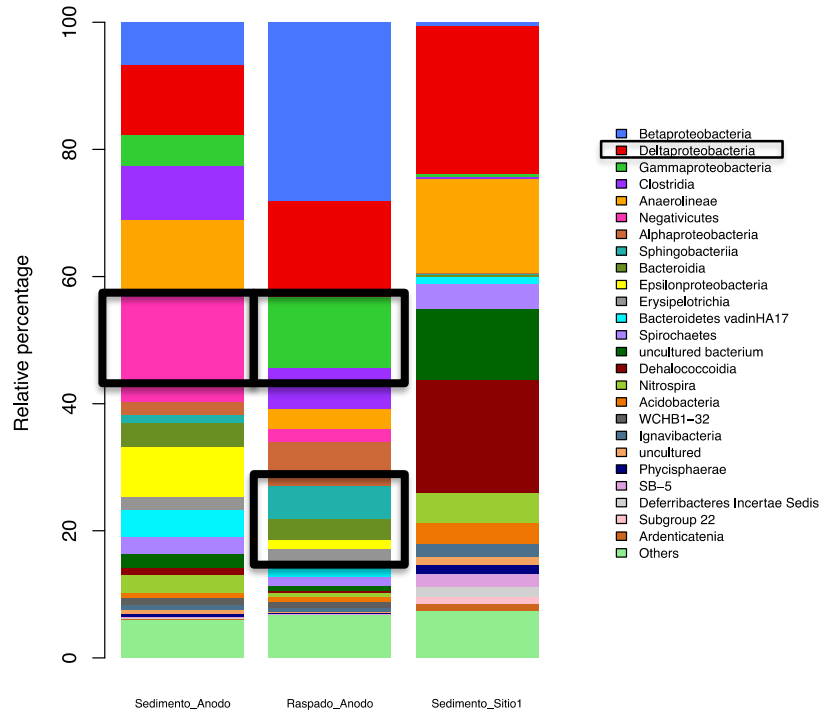 100
80
60
40
20
0
Relative percentage
Sedimento_Anodo
Raspado_Anodo
Sedimento_Sitio1
Betaproteobacteria
Deltaproteobacteria
Gammaproteobacteria
Clostridia
Anaerolineae
Negativicutes
Alphaproteobacteria
Sphingobacteriia
Bacteroidia
Epsilonproteobacteria
Erysipelotrichia
Bacteroidetes vadinHA17
Spirochaetes
uncultured bacterium
Dehalococcoidia
Nitrospira
Acidobacteria
WCHB1−32
Ignavibacteria
uncultured
Phycisphaerae
SB−5
Deferribacteres Incertae Sedis
Subgroup 22
Ardenticatenia
Others